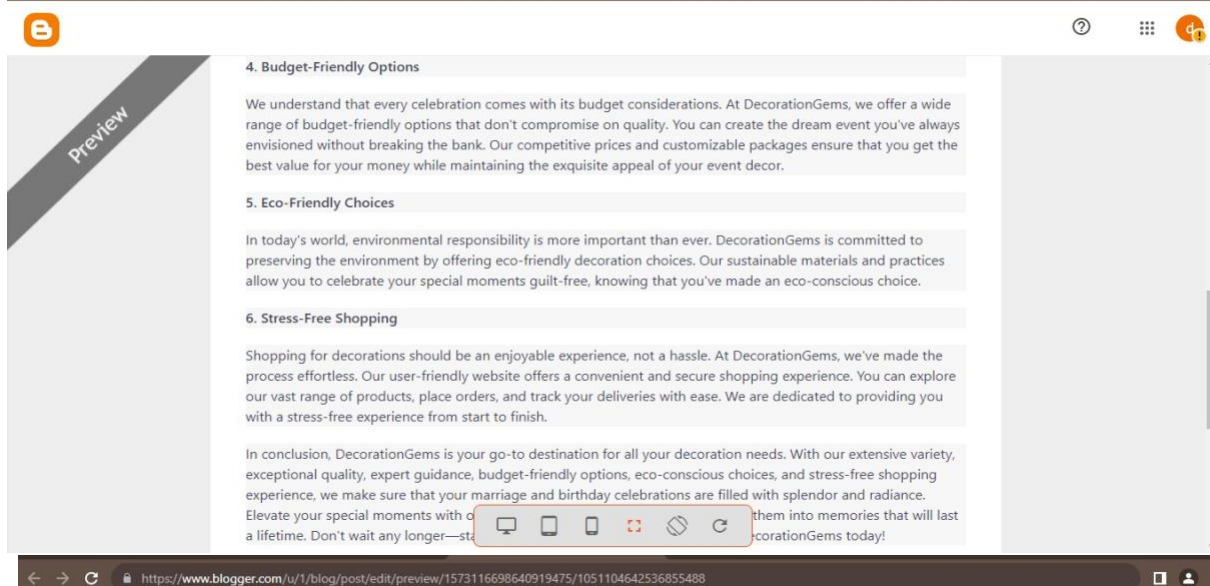 Preview
4. Budget-Friendly Options
We understand that every celebration comes with its budget considerations. At DecorationGems, we offer a wide
range of budget-friendly options that don't compromise on quality. You can create the dream event you've always
envisioned without breaking the bank. Our competitive prices and customizable packages ensure that you get the
best value for your money while maintaining the exquisite appeal of your event decor.
5. Eco-Friendly Choices
In today's world, environmental responsibility is more important than ever. DecorationGems is committed to
preserving the environment by offering eco-friendly decoration choices. Our sustainable materials and practices
allow you to celebrate your special moments guilt-free, knowing that you've made an eco-conscious choice.
6. Stress-Free Shopping
Shopping for decorations should be an enjoyable experience, not a hassle. At DecorationGems, we've made the
process effortless. Our user-friendly website offers a convenient and secure shopping experience. You can explore
our vast range of products, place orders, and track your deliveries with ease. We are dedicated to providing you
with a stress-free experience from start to finish.
In conclusion, DecorationGems is your go-to destination for all your decoration needs. With our extensive variety,
exceptional quality, expert guidance, budget-friendly options, eco-conscious choices, and stress-free shopping
experience, we make sure that your marriage and birthday celebrations are filled with splendor and radiance.
Elevate your special moments with them into memories that will last
a lifetime. Don't wait any longer— ecorationGems today!
https://www.blogger.com/u/1/blog/post/edit/preview/1573116698640919475/1051104642536855488